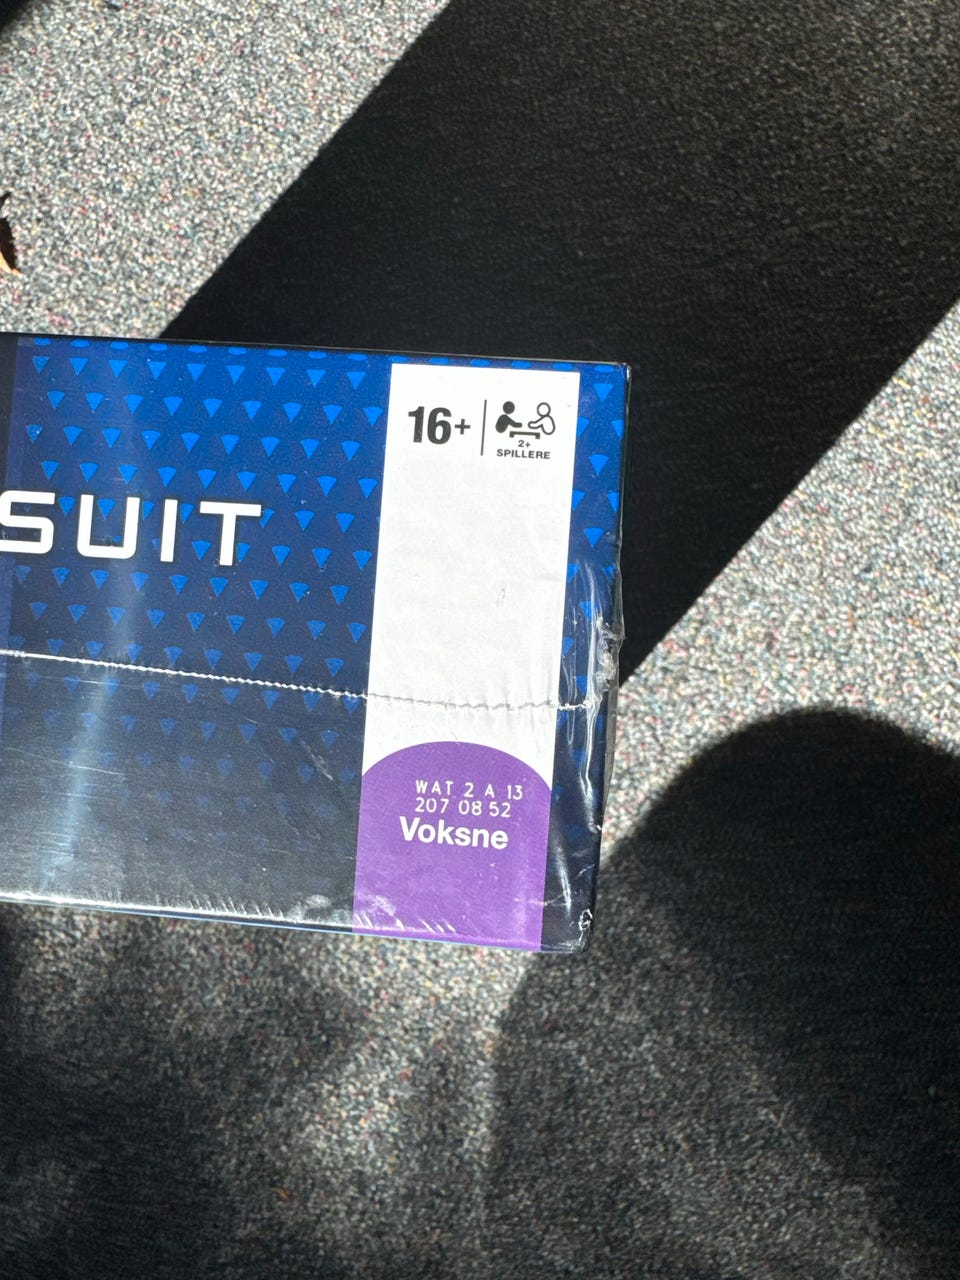 16+
2+
SPILLERE
SUIT
WAT 2 A 13
207 08 52
Voksne